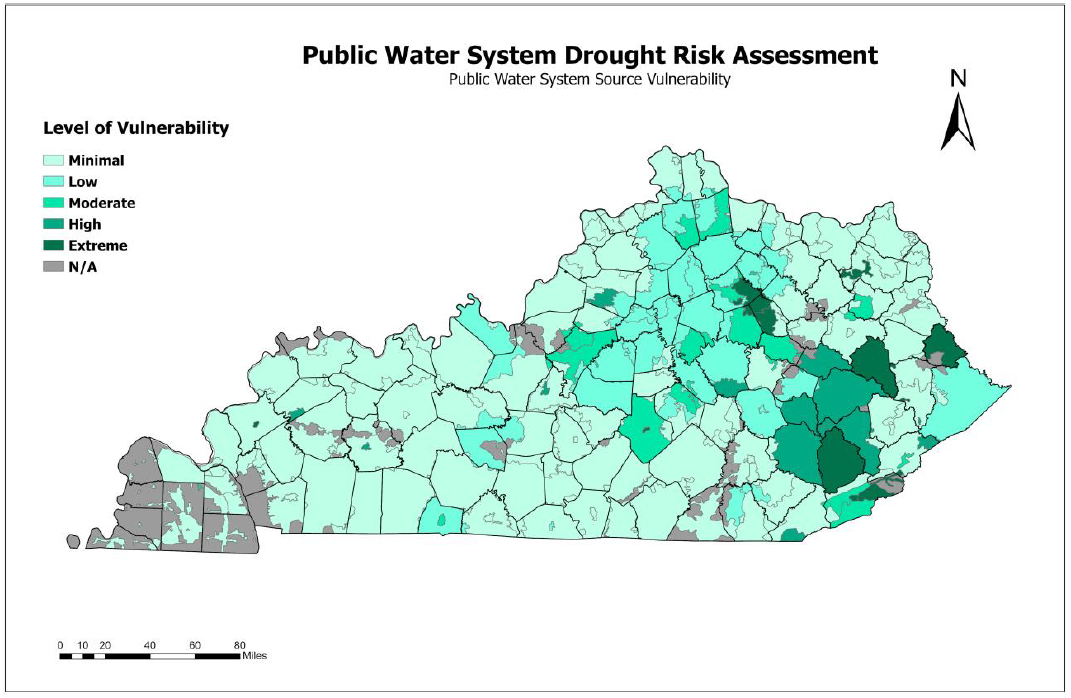 Public Water System Drought Risk Assessment
Public Water System Source Vulnerability
N
Level of Vulnerability
Minimal
Low
Moderate
High
Extreme
N/A
0 10 20 40 60 80
Miles